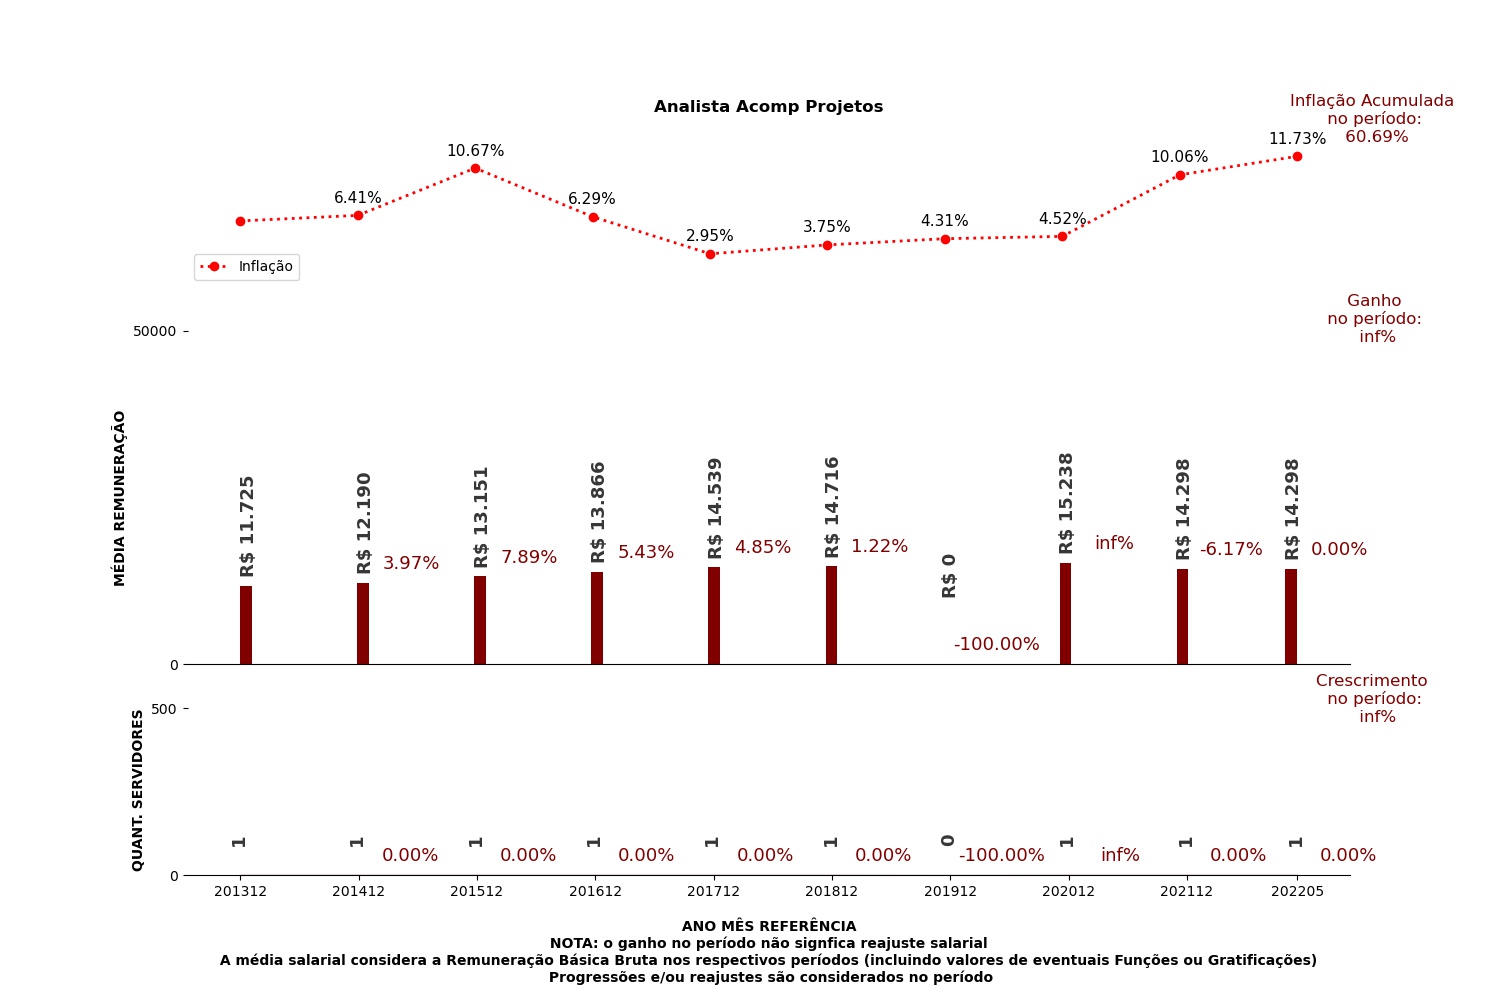 Analista Acomp Projetos
Inflação Acumulada
no período:
60.69%
6.41%
10.67%
6.29%
2.95%
3.75%
4.31%
4.52%
10.06%
11.73%
Inflação
Ganho
no período:
inf%
MÉDIA REMUNERAÇÃO
50000
0
R$ 11.725
R$ 12.190
R$ 13.151
R$ 13.866
R$ 14.539
R$ 14.716
R$ 0
R$ 15.238
R$ 14.298
R$ 14.298
3.97%
7.89%
5.43%
4.85%
1.22%
-100.00%
inf%
-6.17%
0.00%
Crescrimento
no período:
inf%
QUANT. SERVIDORES
500
0
1
1
1
1
1
1
0
1
1
1
0.00%
0.00%
0.00%
0.00%
0.00%
-100.00%
inf%
0.00%
0.00%
201312
201412
201512
201612
201712
201812
201912
202012
202112
202205
ANO MÊS REFERÊNCIA
NOTA: o ganho no período não signfica reajuste salarial
A média salarial considera a Remuneração Básica Bruta nos respectivos períodos (incluindo valores de eventuais Funções ou Gratificações)
Progressões e/ou reajustes são considerados no período